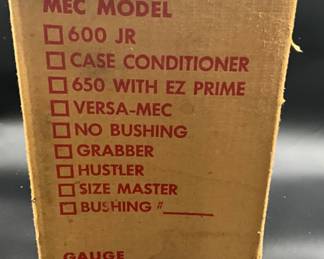 MEC MODEL
☐ 600 JR
☐ CASE CONDITIONER
☐ 650 WITH EZ PRIME
☐ VERSA-MEC
☐ NO BUSHING
☐ GRABBER
☐ HUSTLER
☐ SIZE MASTER
☐ BUSHING #______
GAUGE